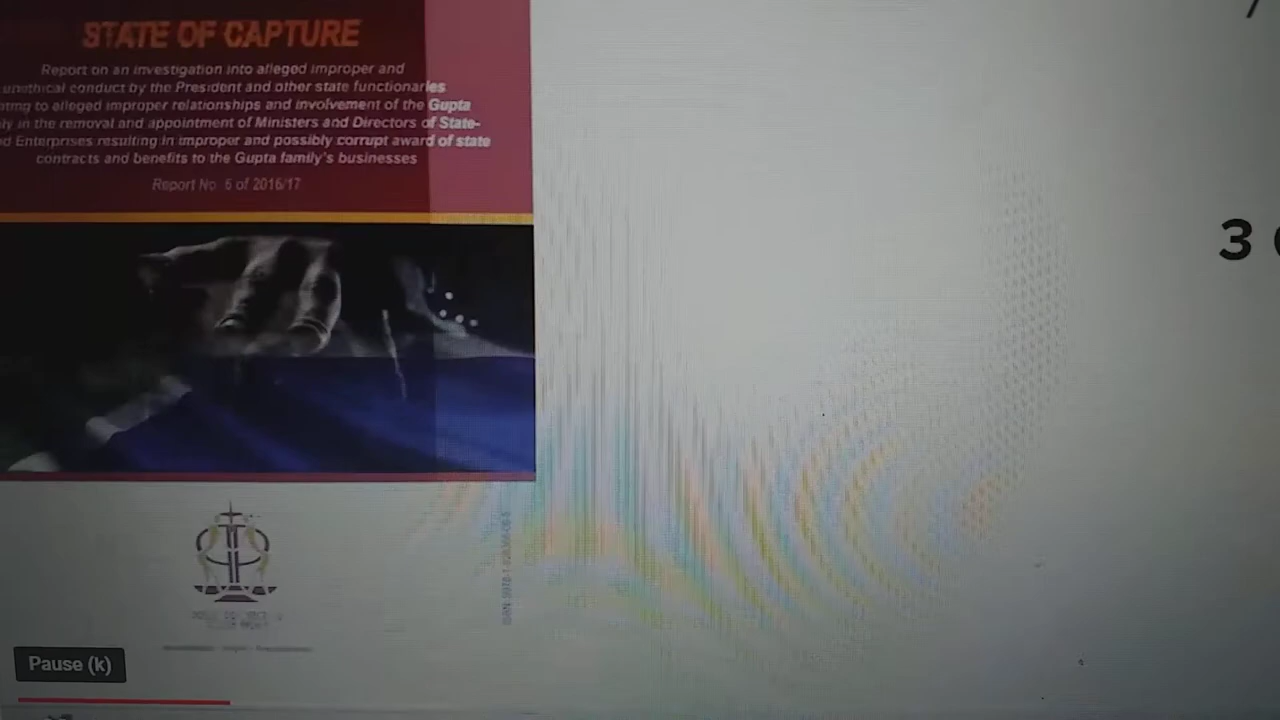 STATE OF CAPTURE
Report on an investigation into alleged improper and
unethical conduct by the President and other state functionaries
to alleged improper relationships and involvement of the Gupta
in the removal and appointment of Ministers and Directors of State-
Enterprises resulting in improper and possibly corrupt award of state
contracts and benefits to the Gupta family's businesses
Report No: 6 of 2016/17
3
Pause (k)